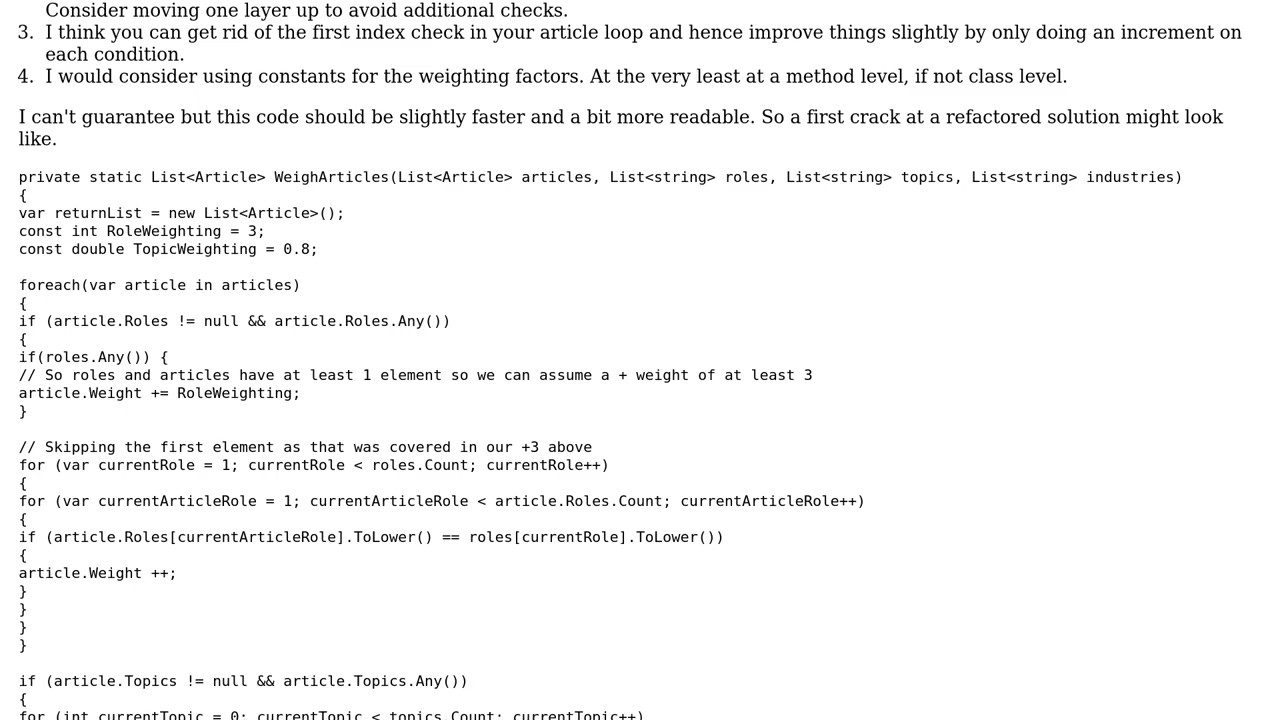 Consider moving one layer up to avoid additional checks.
3. I think you can get rid of the first index check in your article loop and hence improve things slightly by only doing an increment on
each condition.
4. I would consider using constants for the weighting factors. At the very least at a method level, if not class level.
I can't guarantee but this code should be slightly faster and a bit more readable. So a first crack at a refactored solution might look
like.
private static List<Article> WeighArticles(List<Article> articles, List<string> roles, List<string> topics, List<string> industries)
{
var returnList = new List<Article>();
const int RoleWeighting = 3;
const double TopicWeighting = 0.8;
foreach(var article in articles)
{
if (article.Roles != null && article.Roles.Any())
{
if(roles.Any()) {
// So roles and articles have at least 1 element so we can assume a + weight of at least 3
article.Weight += RoleWeighting;
}
// Skipping the first element as that was covered in our +3 above
for (var currentRole = 1; currentRole < roles.Count; currentRole++)
{
for (var currentArticleRole = 1; currentArticleRole < article.Roles.Count; currentArticleRole++)
{
if (article.Roles[currentArticleRole].ToLower() == roles[currentRole].ToLower())
{
article.Weight ++;
}
}
}
}
if (article.Topics != null && article.Topics.Any())
{
for (int currentTopic = 0; currentTopic < topics.Count; currentTopic++)